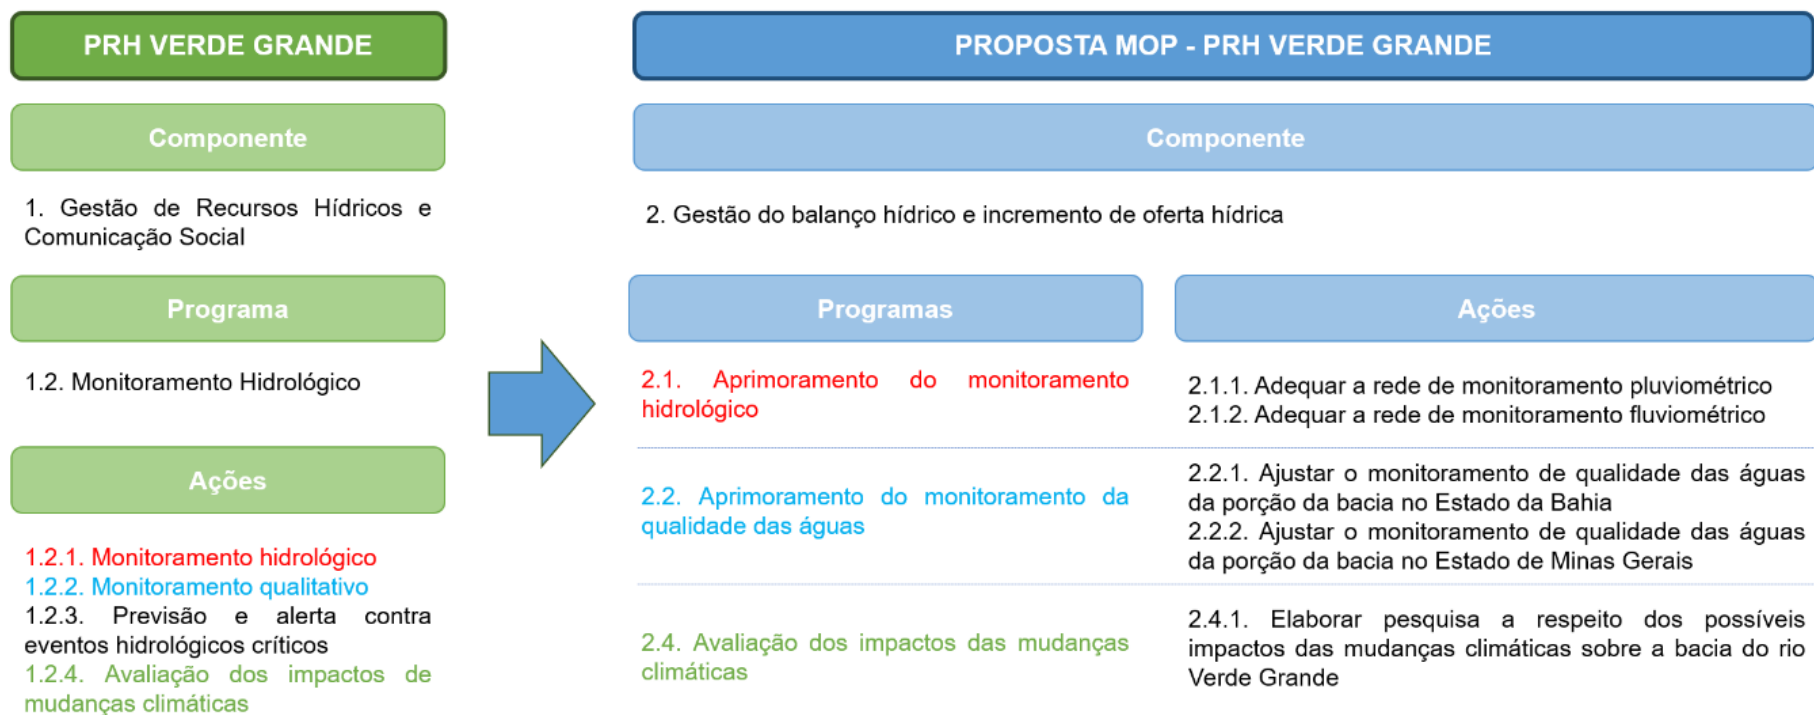 PRH VERDE GRANDE
Componente
1. Gestão de Recursos Hídricos e
Comunicação Social
Programa
1.2. Monitoramento Hidrológico
Ações
1.2.1. Monitoramento hidrológico
1.2.2. Monitoramento qualitativo
1.2.3. Previsão e alerta contra
eventos hidrológicos críticos
1.2.4. Avaliação dos impactos de
mudanças climáticas
PROPOSTA MOP - PRH VERDE GRANDE
Componente
2. Gestão do balanço hídrico e incremento de oferta hídrica
Programas
Ações
2.1. Aprimoramento do monitoramento
hidrológico
2.1.1. Adequar a rede de monitoramento pluviométrico
2.1.2. Adequar a rede de monitoramento fluviométrico
2.2. Aprimoramento do monitoramento da
qualidade das águas
2.2.1. Ajustar o monitoramento de qualidade das águas
da porção da bacia no Estado da Bahia
2.2.2. Ajustar o monitoramento de qualidade das águas
da porção da bacia no Estado de Minas Gerais
2.4. Avaliação dos impactos das mudanças
climáticas
2.4.1. Elaborar pesquisa a respeito dos possíveis
impactos das mudanças climáticas sobre a bacia do rio
Verde Grande